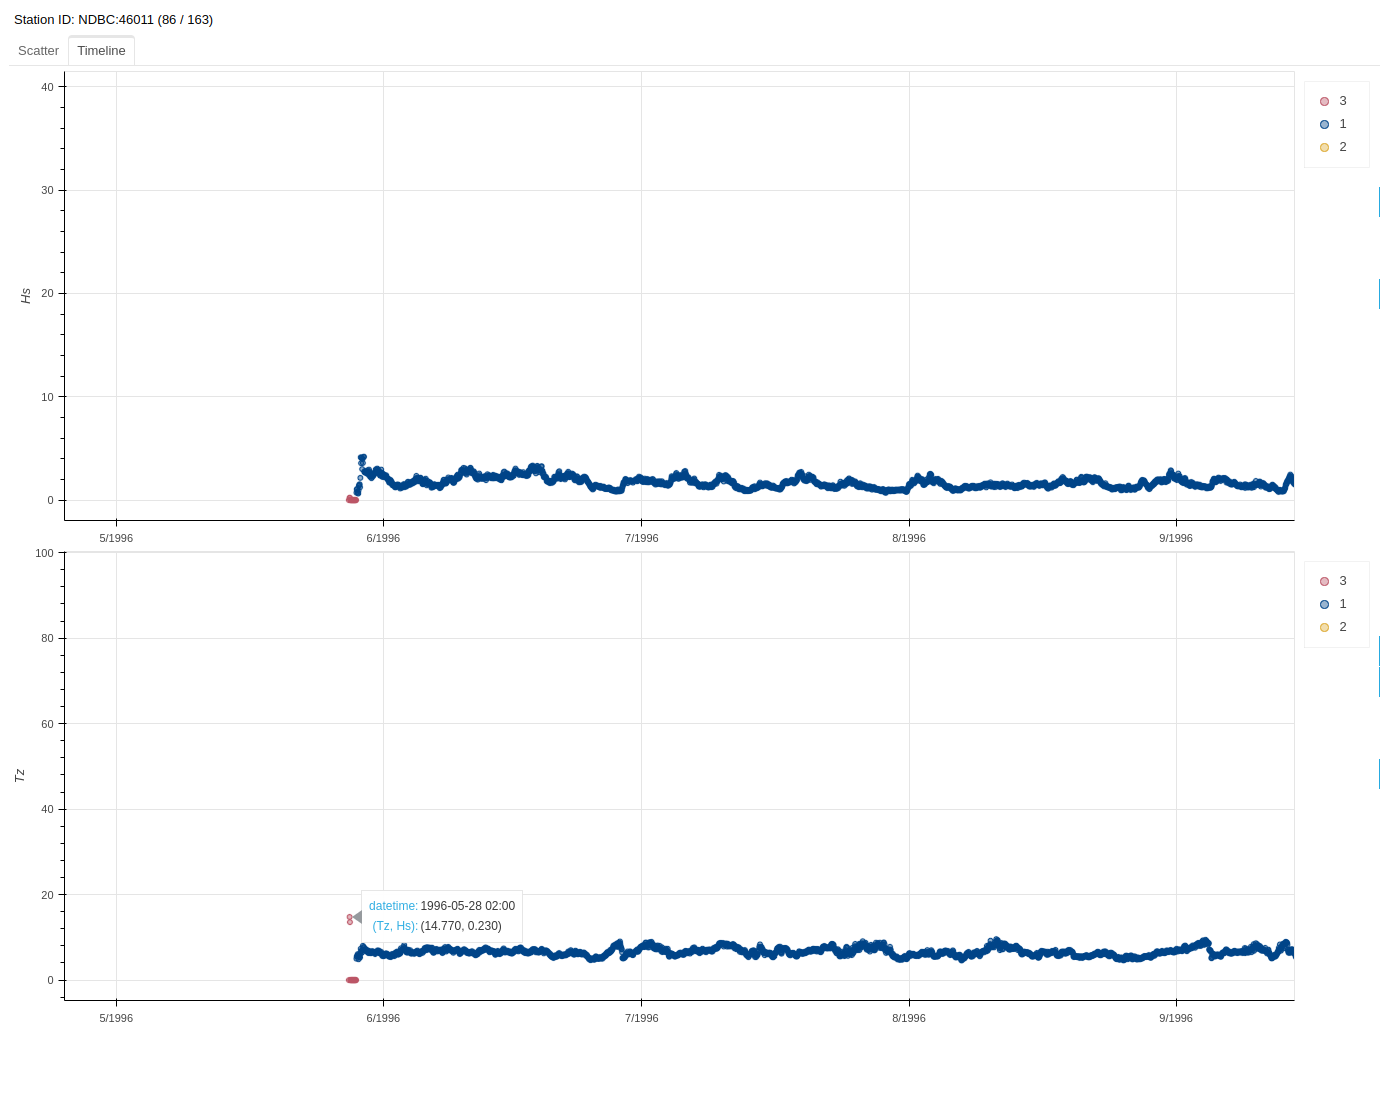 Station ID: NDBC:46011 (86 / 163)
Scatter Timeline
40
30
20
10
0
Hs
5/1996 6/1996 7/1996 8/1996 9/1996
3
1
2
100
80
60
40
20
0
Tz
datetime: 1996-05-28 02:00
(Tz, Hs): (14.770, 0.230)
5/1996 6/1996 7/1996 8/1996 9/1996
3
1
2